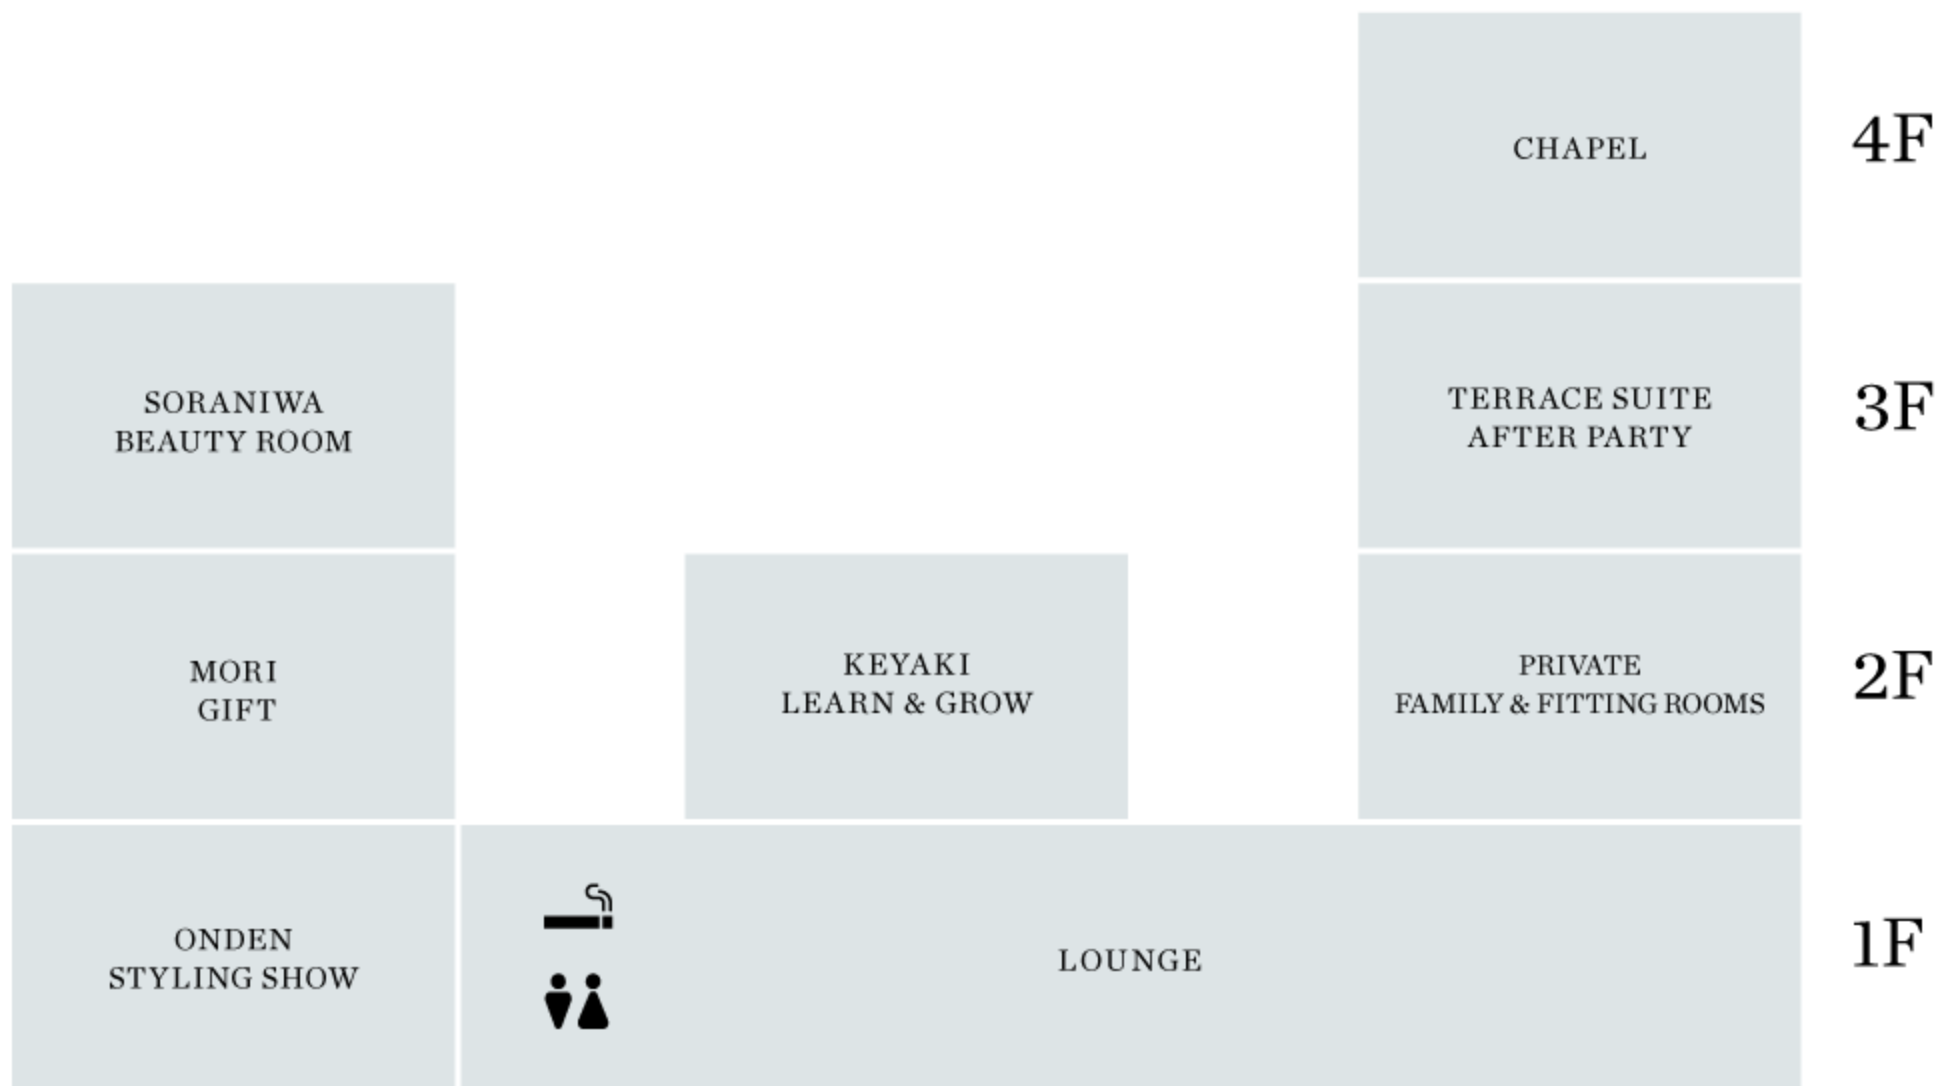 CHAPEL
4F
SORANIWA
BEAUTY ROOM
TERRACE SUITE
AFTER PARTY
3F
MORI
GIFT
KEYAKI
LEARN & GROW
PRIVATE
FAMILY & FITTING ROOMS
2F
ONDEN
STYLING SHOW
LOUNGE
1F